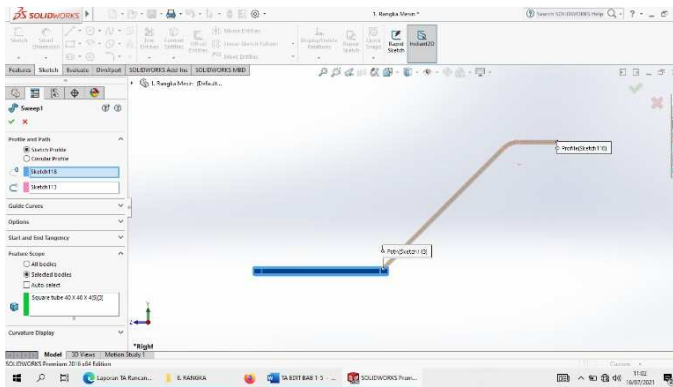 SOLIDWORKS
1. Rangka Mesin *
Search SOLIDWORKS Help
Sketch
Smart Dimension
Move Entities
Linear Sketch Pattern
Display/Delete Relations
Repair Sketch
Rapid Sketch
Instant2D
Features Sketch Evaluate DimXpert SOLIDWORKS Add-Ins SOLIDWORKS MBD
1. Rangka Mesin (Default...
Sweep1
Profile and Path
Sketch Profile
Circular Profile
Sketch118
Sketch113
Guide Curves
Options
Start and End Tangency
Feature Scope
All bodies
Selected bodies
Auto-select
Square tube 40 X 40 X 4(5)[2]
Curvature Display
Profile(Sketch118)
Path(Sketch113)
*Right
Model 3D Views Motion Study 1
SOLIDWORKS Premium 2016 x64 Edition
Custom
Laporan TA Rancan...
E. RANGKA
TA EDIT BAB 1-5 - ...
SOLIDWORKS Prem...
11:02
16/07/2021